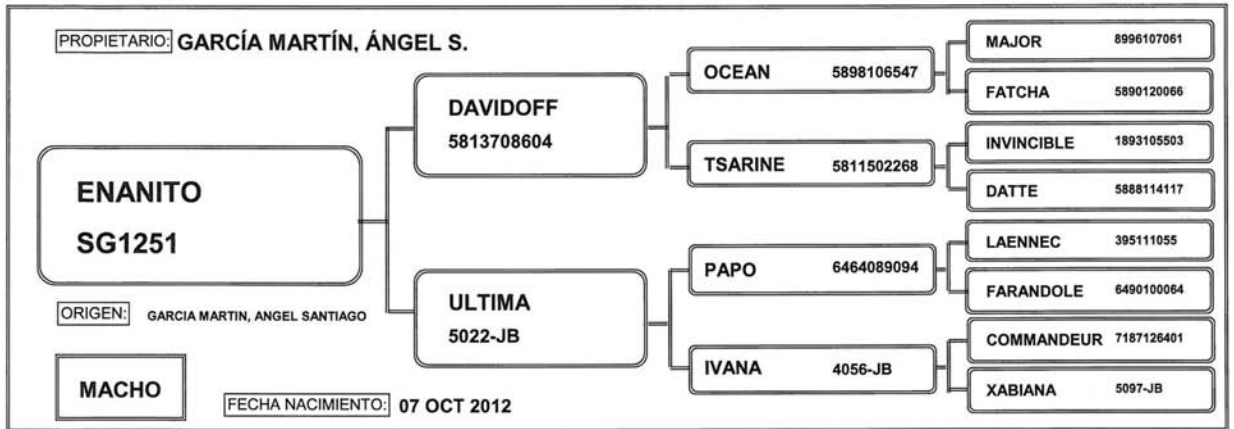 PROPIETARIO: GARCÍA MARTÍN, ÁNGEL S.
ENANITO
SG1251
ORIGEN: GARCIA MARTIN, ANGEL SANTIAGO
MACHO
FECHA NACIMIENTO: 07 OCT 2012
DAVIDOFF
5813708604
ULTIMA
5022-JB
OCEAN 5898106547
TSARINE 5811502268
PAPO 6464089094
IVANA 4056-JB
MAJOR 8996107061
FATCHA 5890120066
INVINCIBLE 1893105503
DATTE 5888114117
LAENNEC 395111055
FARANDOLE 6490100064
COMMANDEUR 7187126401
XABIANA 5097-JB